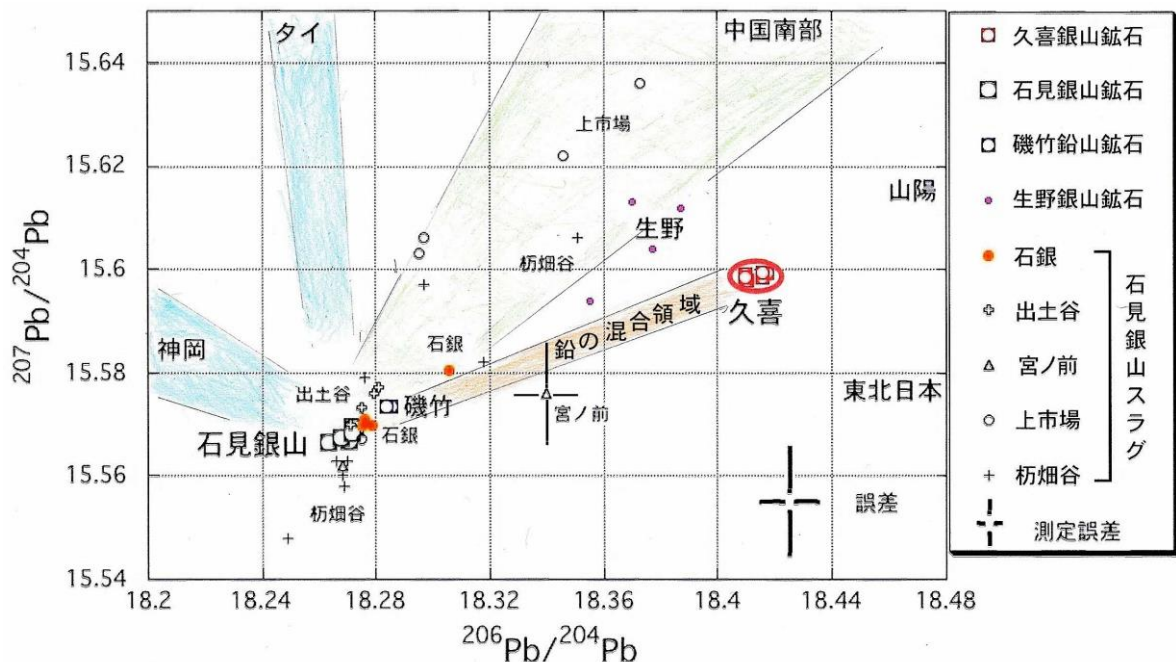 タイ
中国南部
15.64
15.62
15.6
15.58
15.56
15.54
207Pb/204Pb
上市場
山陽
生野
栃畑谷
久喜
鉛の混合領域
神岡
石銀
出土谷
磯竹
宮ノ前
東北日本
石見銀山
石銀
栃畑谷
誤差
18.2
18.24
18.28
18.32
18.36
18.4
18.44
18.48
206Pb/204Pb
久喜銀山鉱石
石見銀山鉱石
磯竹鉛山鉱石
生野銀山鉱石
石銀
出土谷
宮ノ前
上市場
栃畑谷
石見銀山スラグ
測定誤差